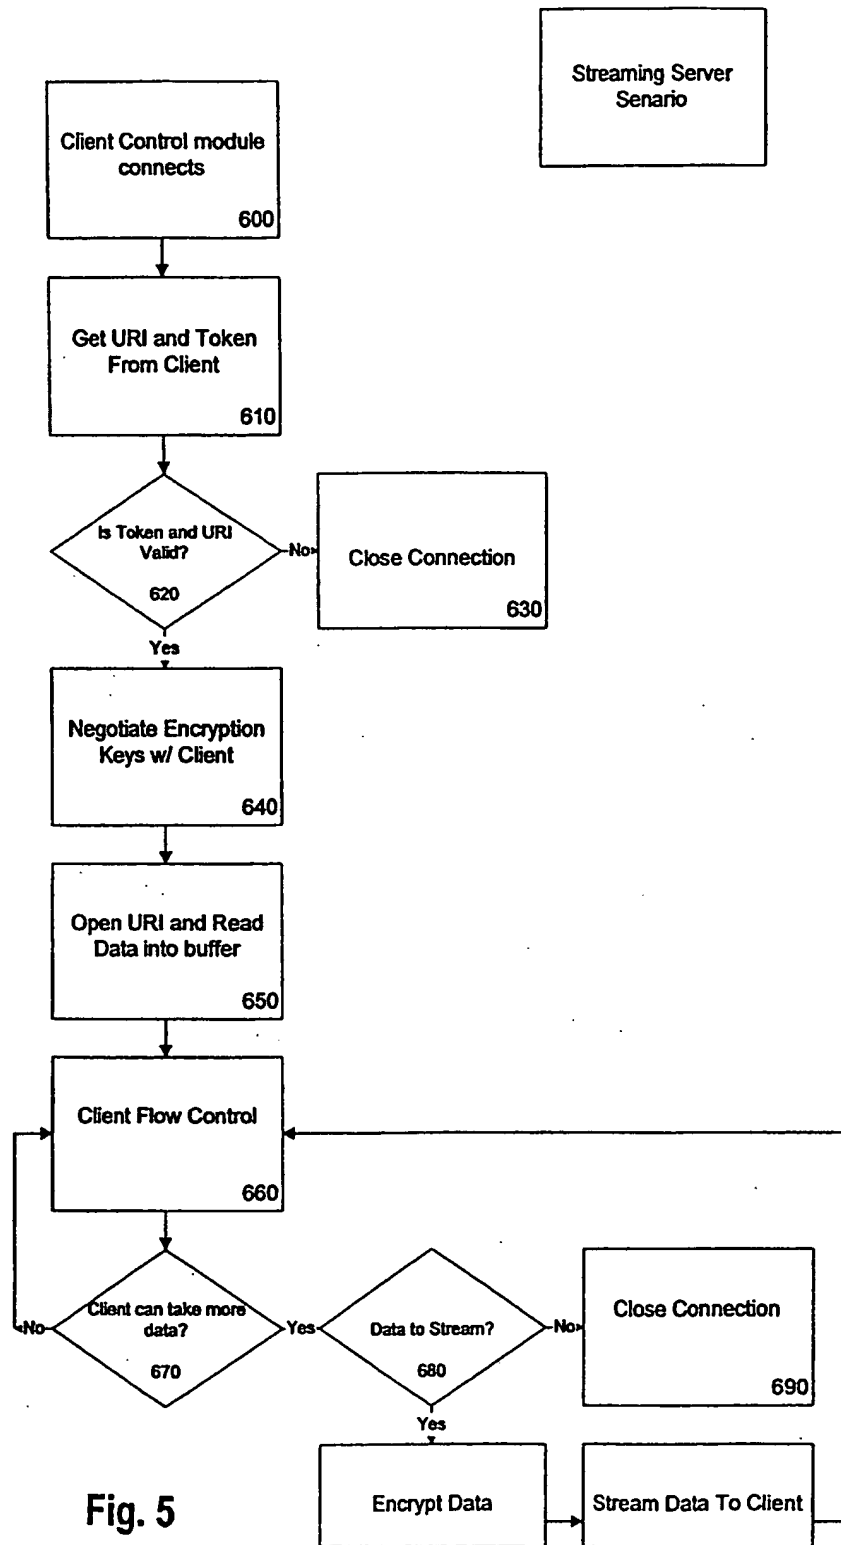 Streaming Server
Senario
Client Control module
connects
600
Get URI and Token
From Client
610
Is Token and URI
Valid?
620
No
Close Connection
630
Yes
Negotiate Encryption
Keys w/ Client
640
Open URI and Read
Data into buffer
650
Client Flow Control
660
Client can take more
data?
670
No
Yes
Data to Stream?
680
No
Close Connection
690
Yes
Encrypt Data
Stream Data To Client
Fig. 5